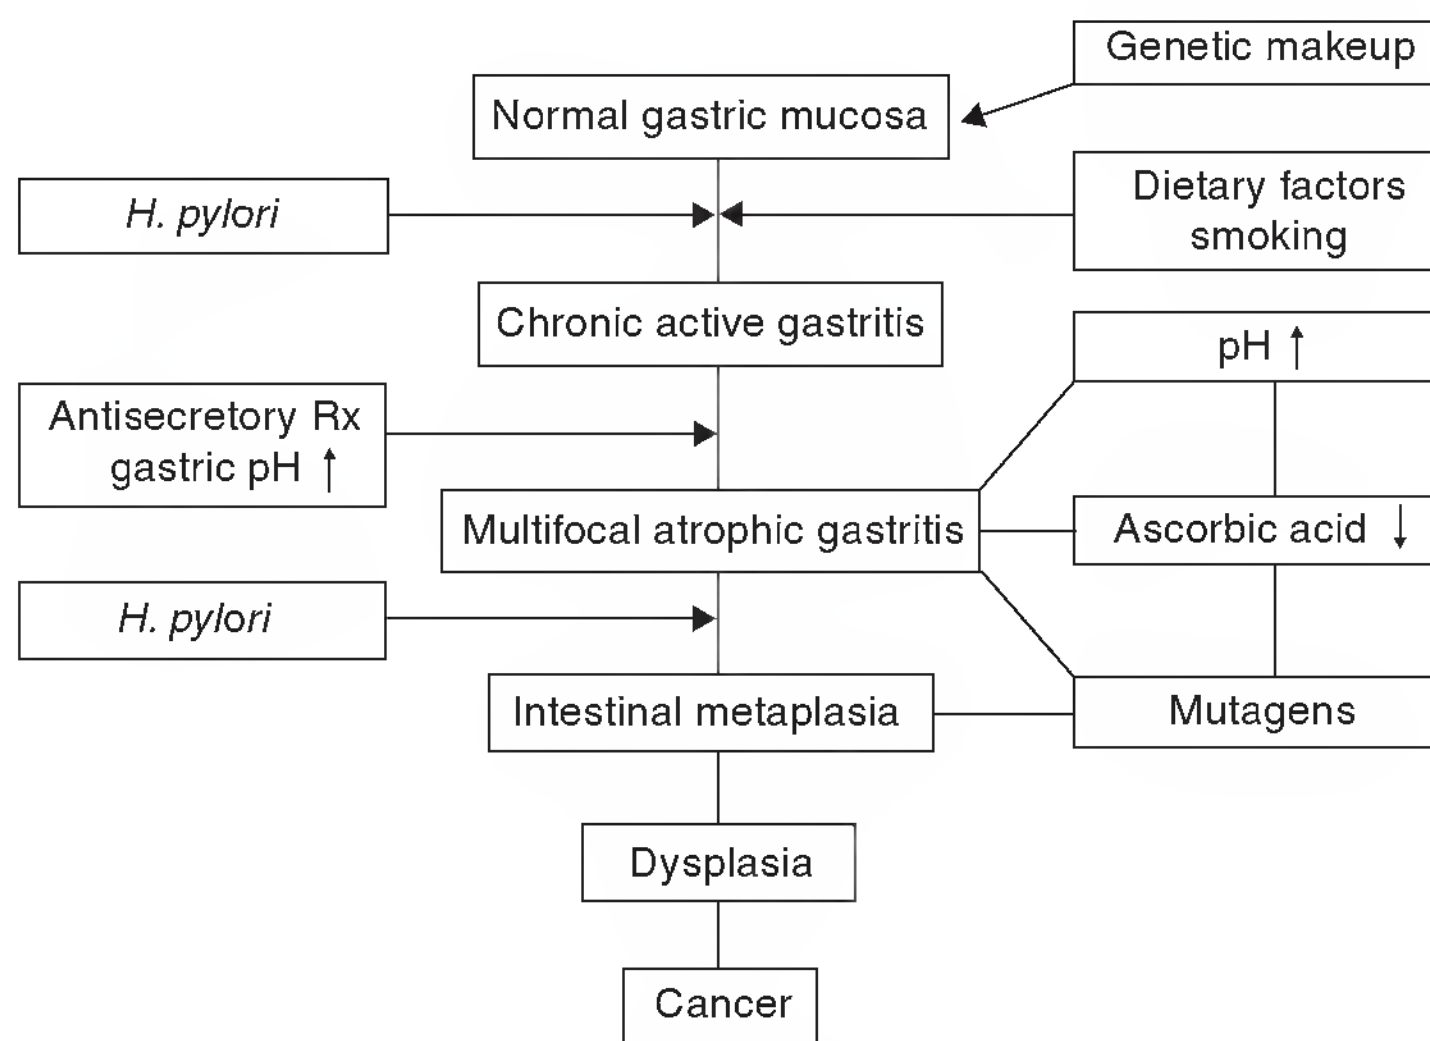 Genetic makeup
Normal gastric mucosa
H. pylori
Dietary factors
smoking
Chronic active gastritis
pH ↑
Antisecretory Rx
gastric pH ↑
Multifocal atrophic gastritis
Ascorbic acid ↓
H. pylori
Intestinal metaplasia
Mutagens
Dysplasia
Cancer